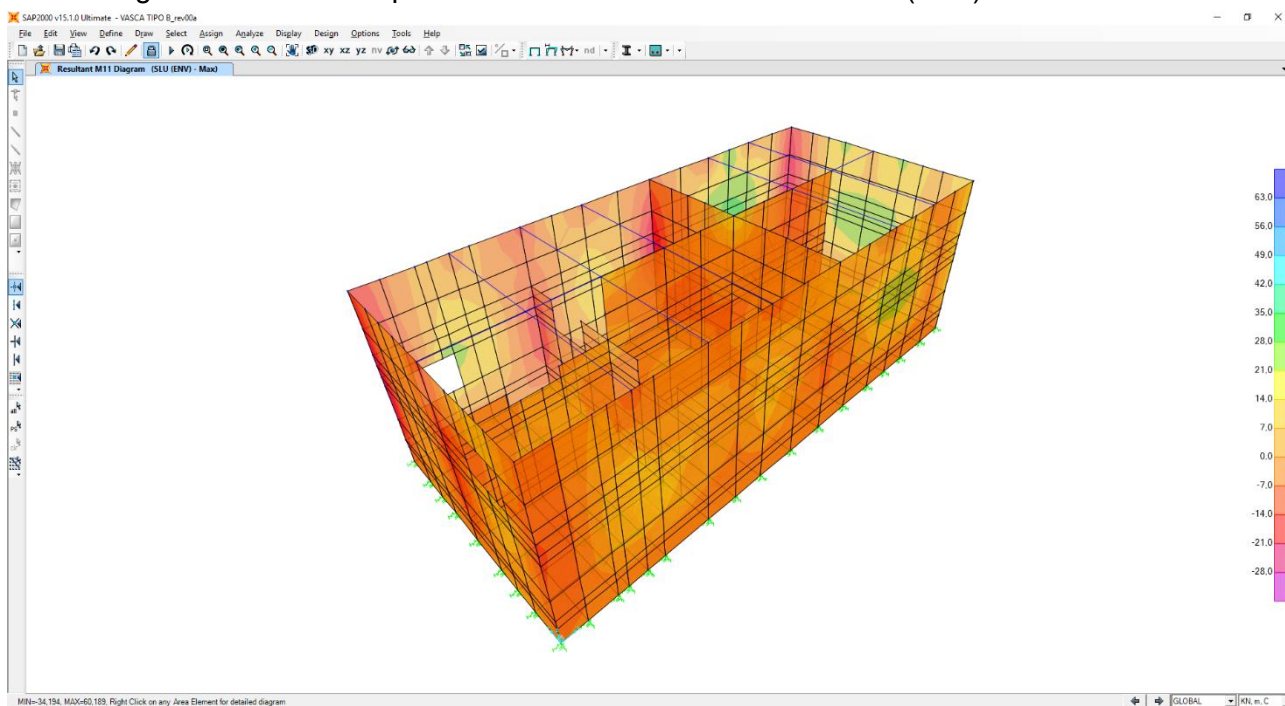 SAP2000 v15.1.0 Ultimate - VASCA TIPO B_rev00a
File Edit View Define Draw Select Assign Analyze Display Design Options Tools Help
xy xz yz nv nd
Resultant M11 Diagram (SLU (ENV) - Max)
63.0
56.0
49.0
42.0
35.0
28.0
21.0
14.0
7.0
0.0
-7.0
-14.0
-21.0
-28.0
MIN=-34,194, MAX=60,189, Right Click on any Area Element for detailed diagram
GLOBAL
KN, m, C